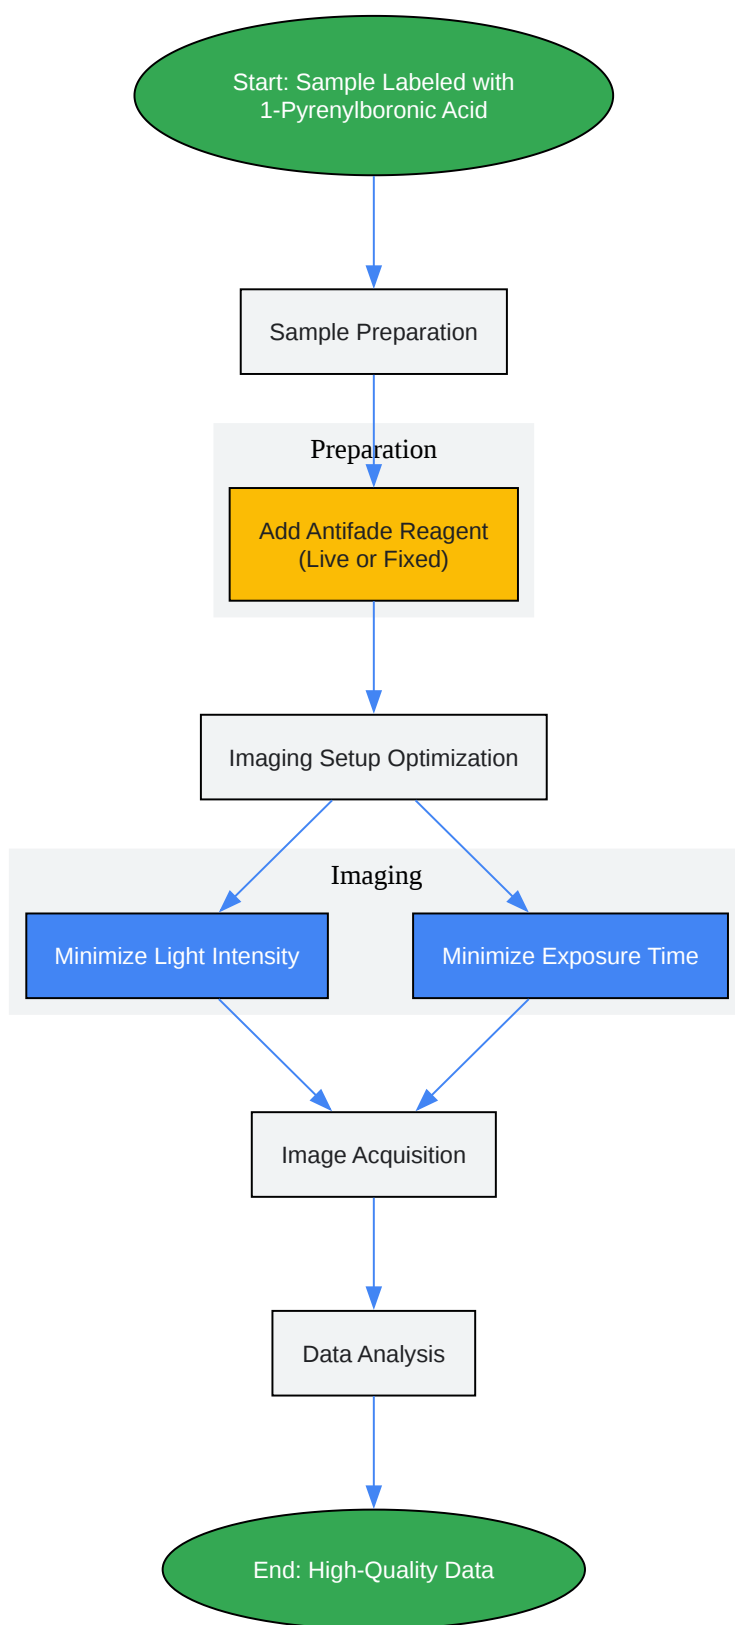 Start: Sample Labeled with
1-Pyrenylboronic Acid
Sample Preparation
Preparation
Add Antifade Reagent
(Live or Fixed)
Imaging Setup Optimization
Imaging
Minimize Light Intensity
Minimize Exposure Time
Image Acquisition
Data Analysis
End: High-Quality Data